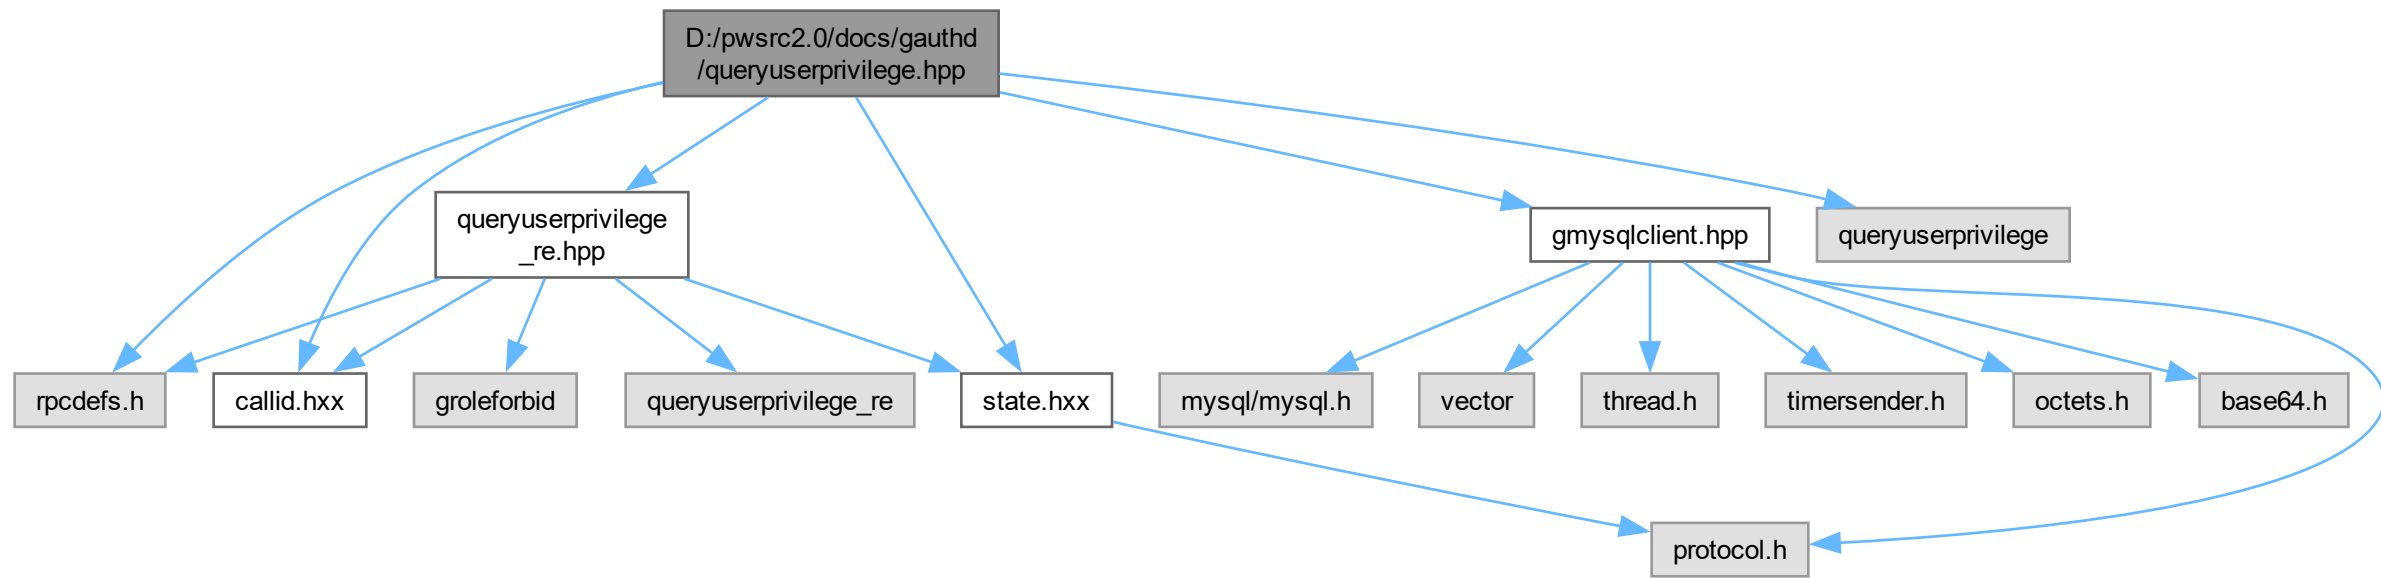 D:/pwsrc2.0/docs/gauthd
/queryuserprivilege.hpp
queryuserprivilege
_re.hpp
gmysqlclient.hpp
queryuserprivilege
rpcdefs.h
callid.hxx
groleforbid
queryuserprivilege_re
state.hxx
mysql/mysql.h
vector
thread.h
timersender.h
octets.h
base64.h
protocol.h